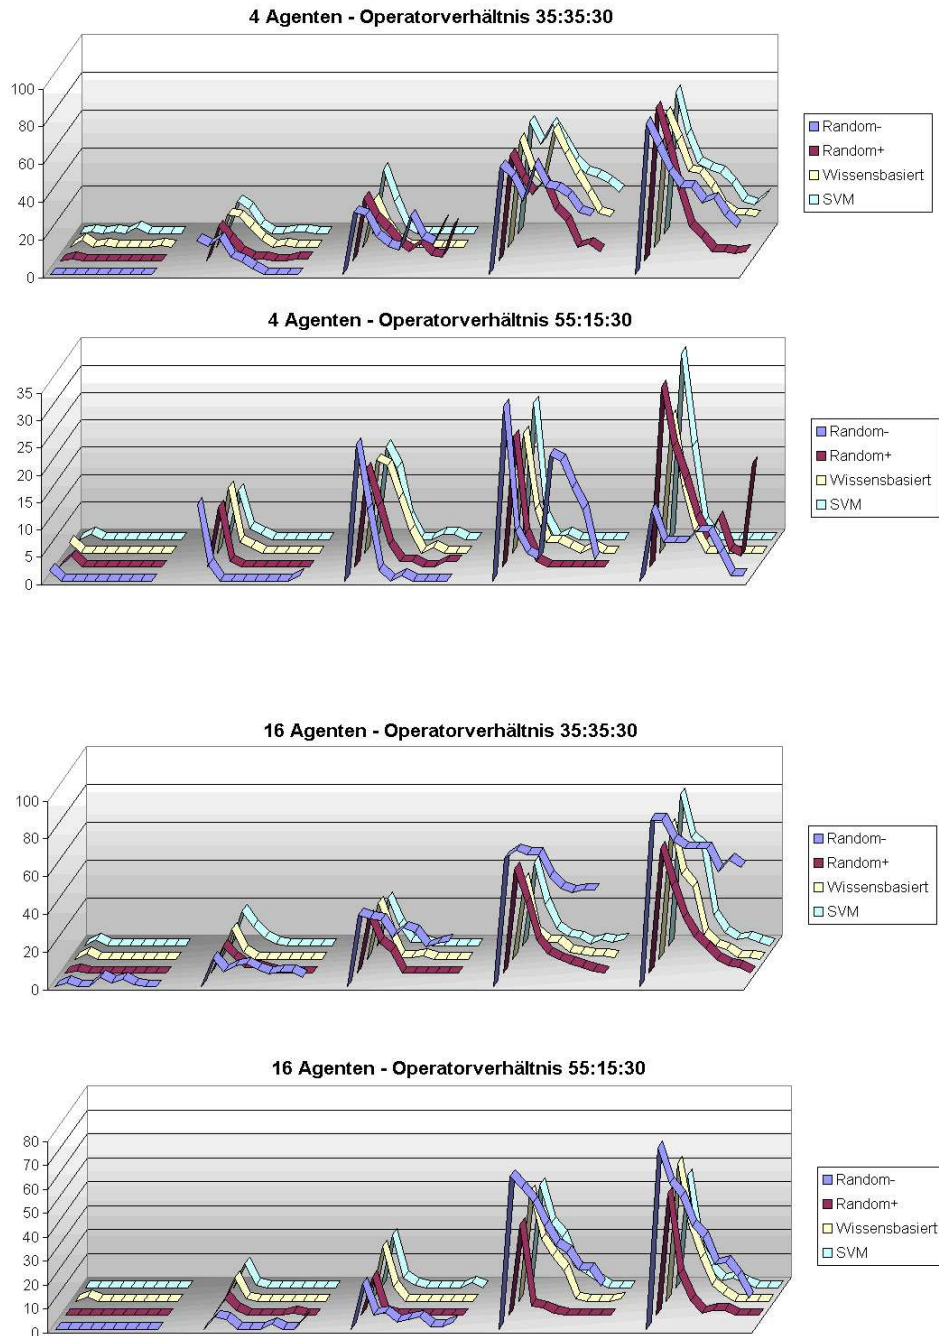 4 Agenten - Operatorverhältnis 35:35:30
100
80
60
40
20
0
Random-
Random+
Wissensbasiert
SVM
4 Agenten - Operatorverhältnis 55:15:30
35
30
25
20
15
10
5
0
Random-
Random+
Wissensbasiert
SVM
16 Agenten - Operatorverhältnis 35:35:30
100
80
60
40
20
0
Random-
Random+
Wissensbasiert
SVM
16 Agenten - Operatorverhältnis 55:15:30
80
70
60
50
40
30
20
10
0
Random-
Random+
Wissensbasiert
SVM